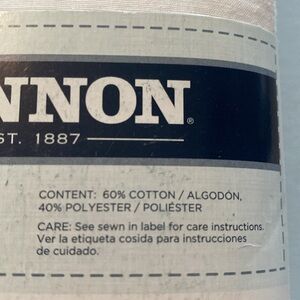 NNON®
ST. 1887
CONTENT: 60% COTTON / ALGODÓN,
40% POLYESTER / POLIÉSTER
CARE: See sewn in label for care instructions.
Ver la etiqueta cosida para instrucciones
de cuidado.